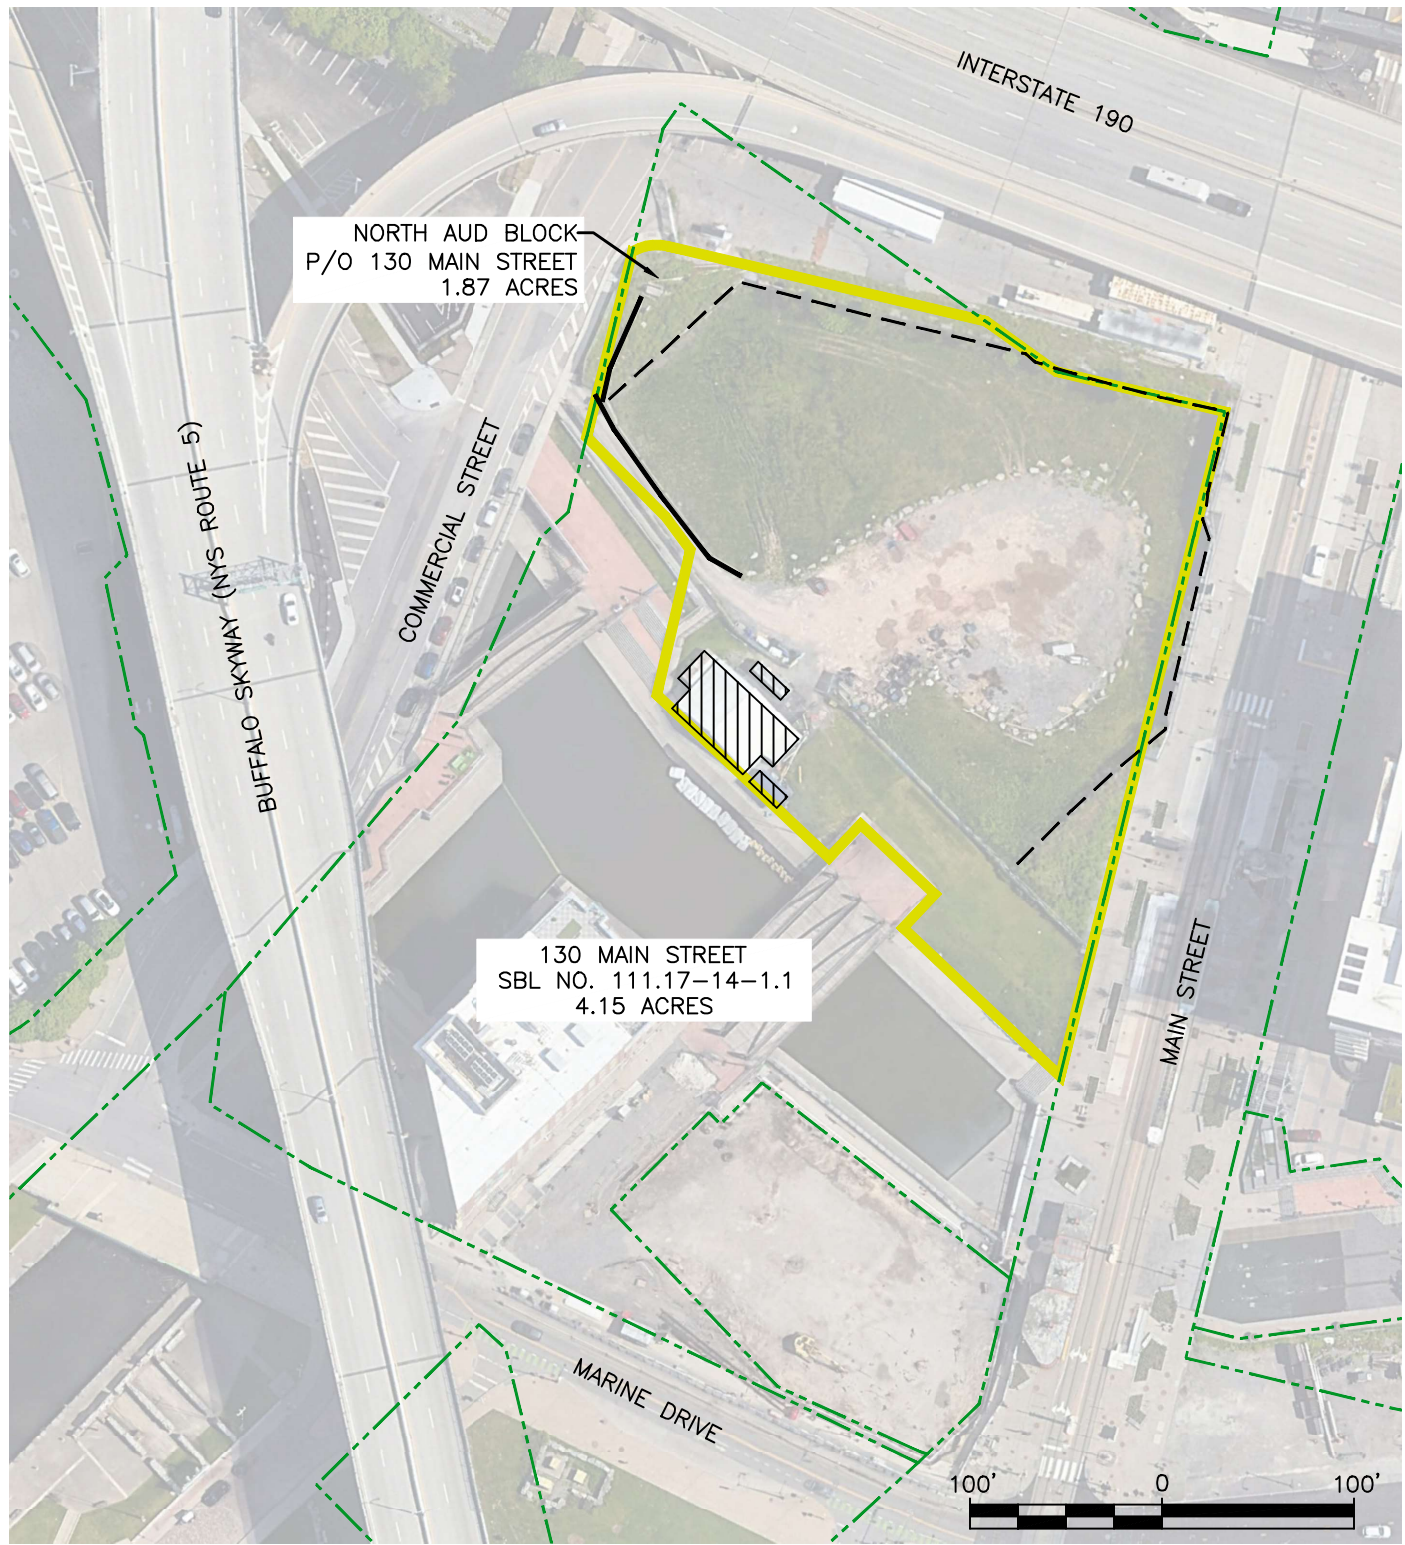 INTERSTATE 190
NORTH AUD BLOCK
P/O 130 MAIN STREET
1.87 ACRES
COMMERCIAL STREET
BUFFALO SKYWAY (NYS ROUTE 5)
130 MAIN STREET
SBL NO. 111.17-14-1.1
4.15 ACRES
MAIN STREET
MARINE DRIVE
100' 0 100'